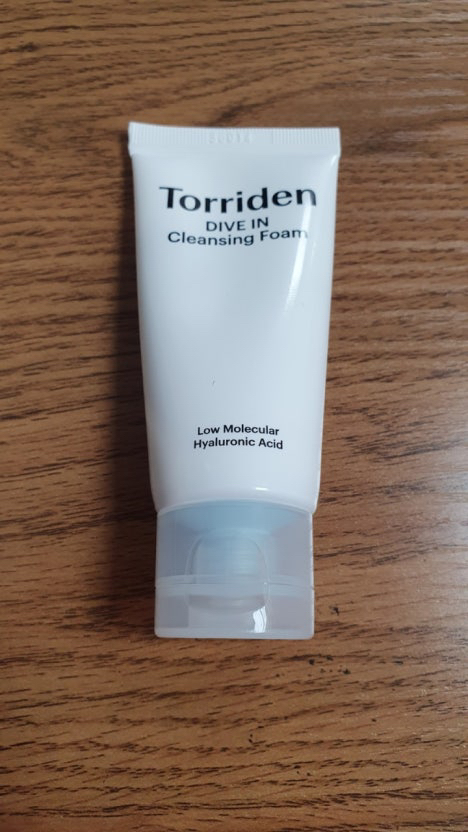 Torriden
DIVE IN
Cleansing Foam
Low Molecular
Hyaluronic Acid